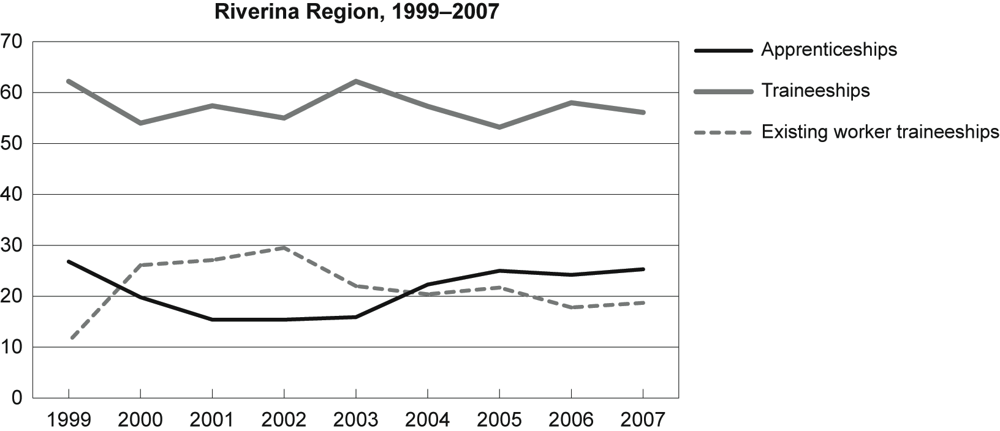 Riverina Region, 1999–2007
70
60
50
40
30
20
10
0
1999 2000 2001 2002 2003 2004 2005 2006 2007
Apprenticeships
Traineeships
Existing worker traineeships